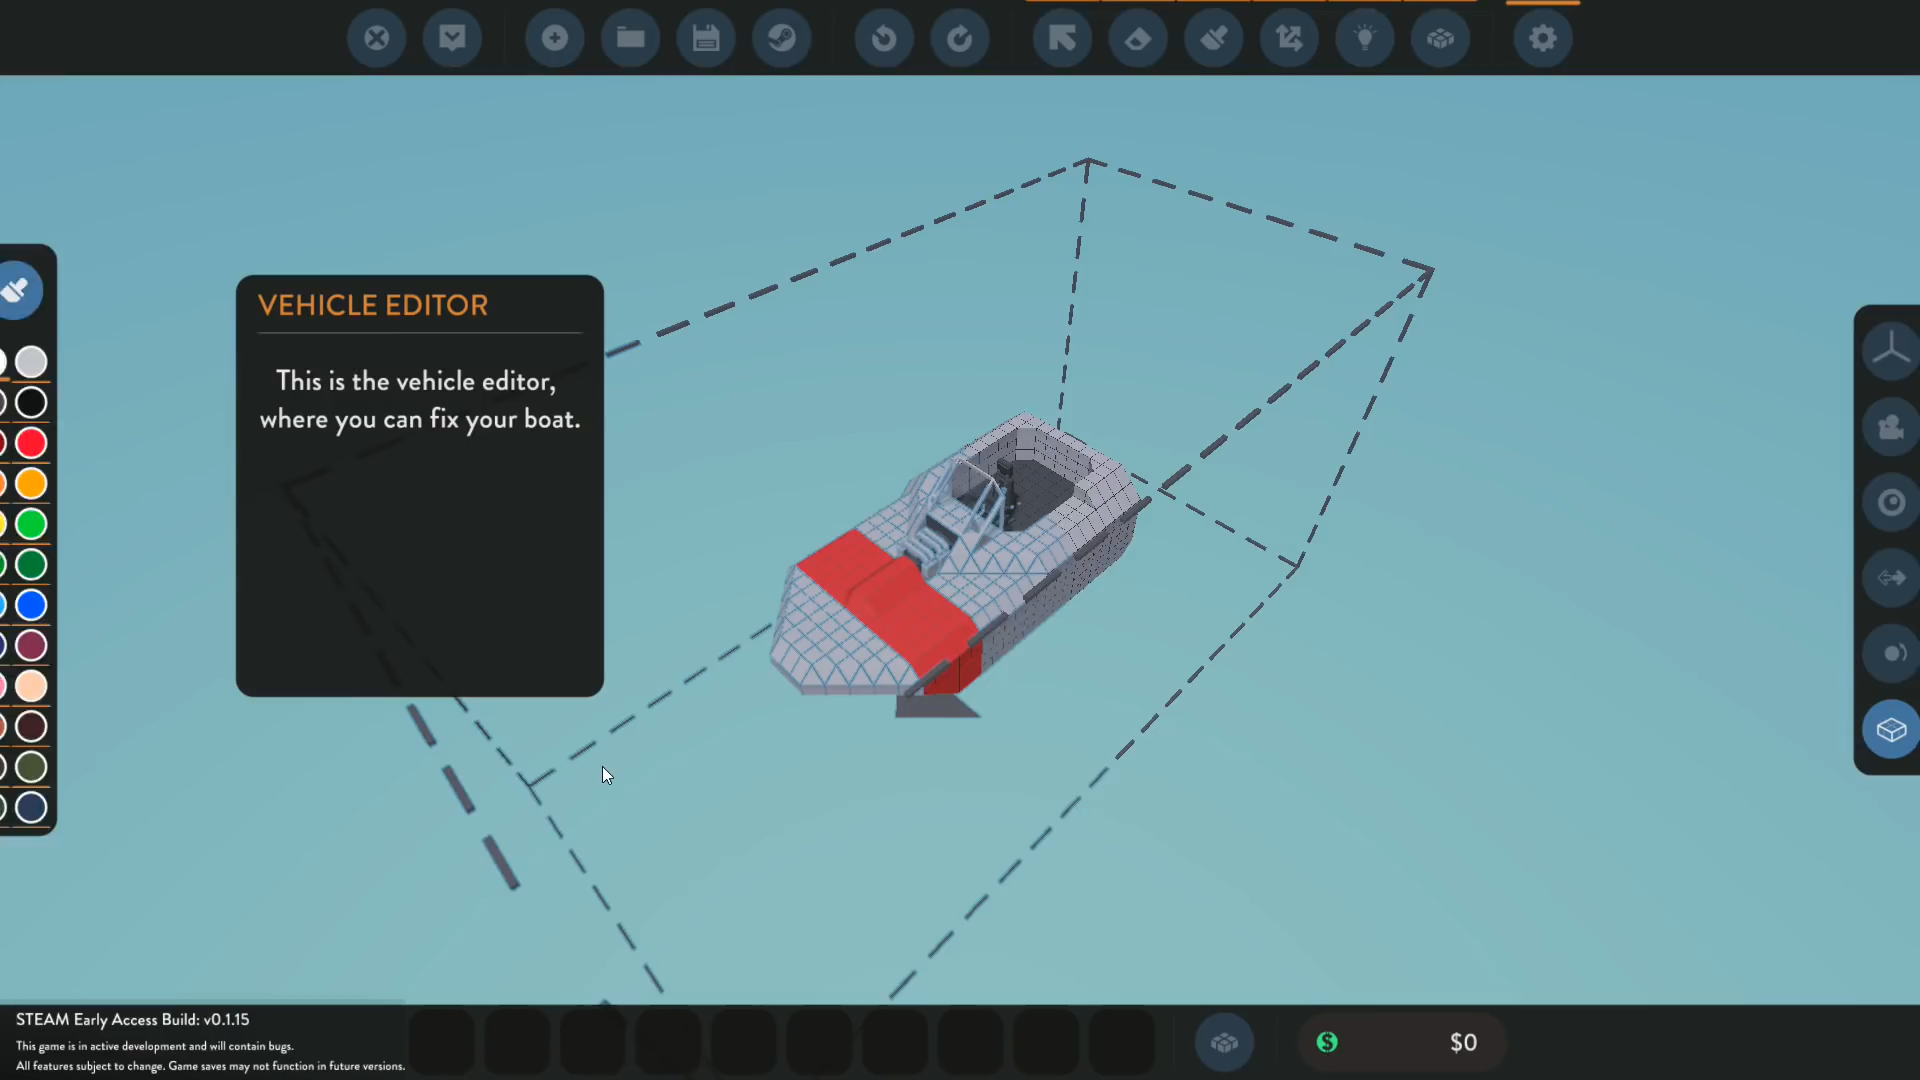 VEHICLE EDITOR
This is the vehicle editor,
where you can fix your boat.
STEAM Early Access Build: v0.1.15
This game is in active development and will contain bugs.
All features subject to change. Game saves may not function in future versions.
$0